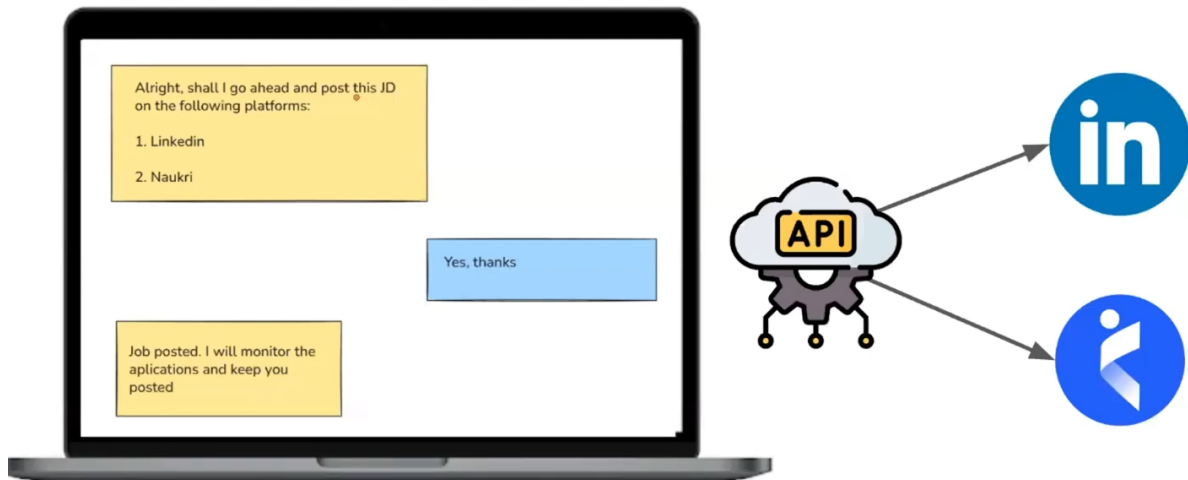 Alright, shall I go ahead and post this JD
on the following platforms:
1. Linkedin
2. Naukri
Yes, thanks
Job posted. I will monitor the
aplications and keep you
posted
API
in